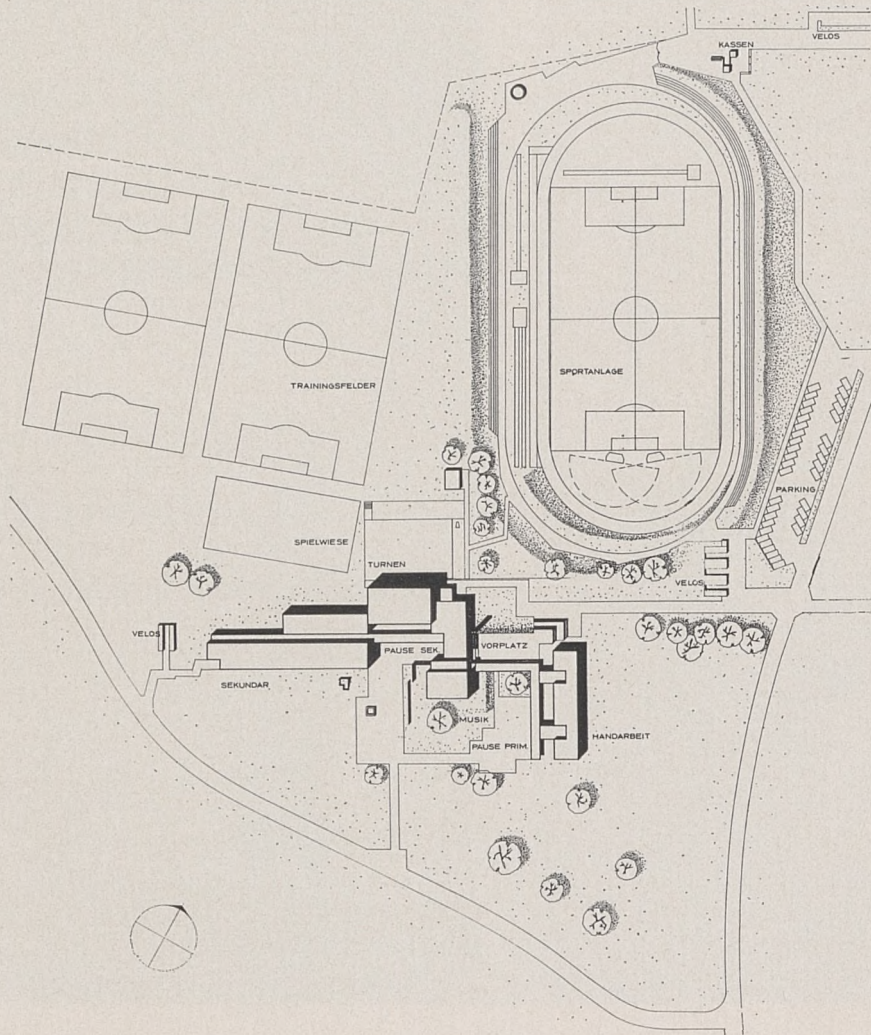 VELOS
KASSEN
SPORTANLAGE
TRAININGSFELDER
PARKING
SPIELWIESE
TURNEN
VELOS
VELOS
PAUSE SEK.
VORPLATZ
SEKUNDAR
MUSIK
HANDARBEIT
PAUSE PRIM.